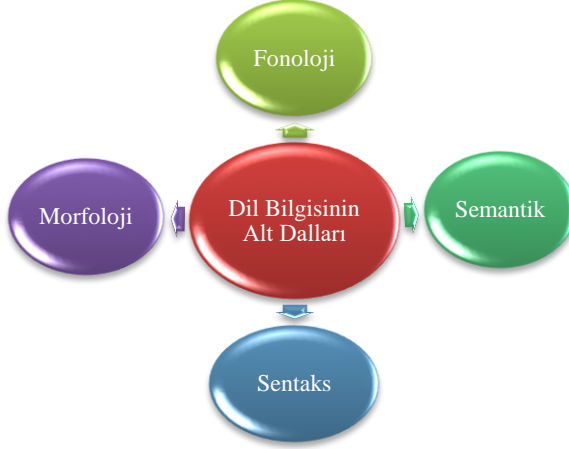 Fonoloji
Morfoloji
Dil Bilgisinin
Alt Dalları
Semantik
Sentaks